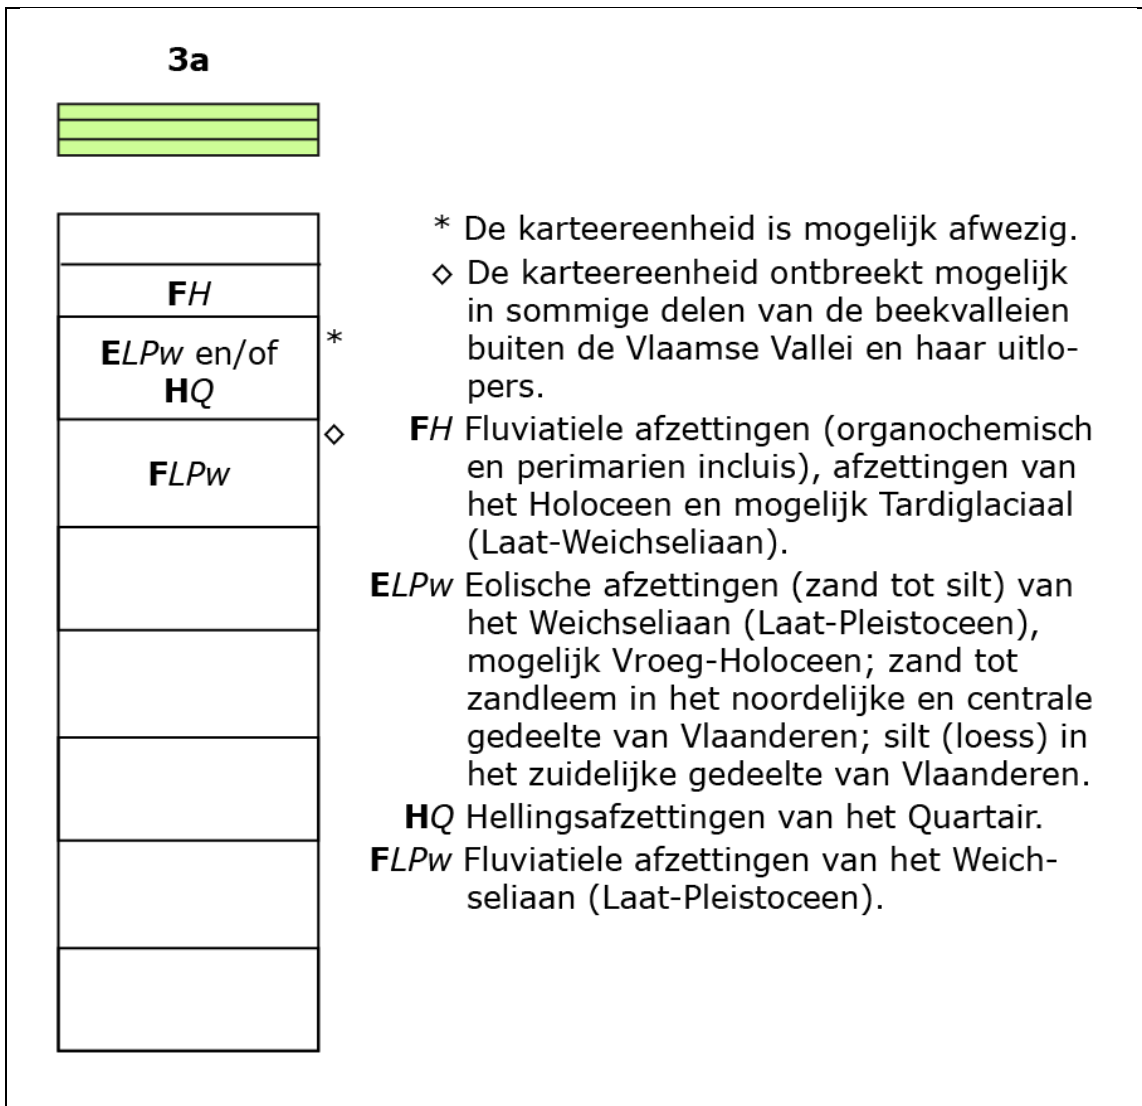 3a
FH
ELPw en/of
HQ
*
◇
FLPw
* De karteereenheid is mogelijk afwezig.
◇ De karteereenheid ontbreekt mogelijk
in sommige delen van de beekvalleien
buiten de Vlaamse Vallei en haar uitlo-
pers.
FH Fluviatiele afzettingen (organochemisch
en perimarien incluis), afzettingen van
het Holoceen en mogelijk Tardiglaciaal
(Laat-Weichseliaan).
ELPw Eolische afzettingen (zand tot silt) van
het Weichseliaan (Laat-Pleistoceen),
mogelijk Vroeg-Holoceen; zand tot
zandleem in het noordelijke en centrale
gedeelte van Vlaanderen; silt (loess) in
het zuidelijke gedeelte van Vlaanderen.
HQ Hellingsafzettingen van het Quartair.
FLPw Fluviatiele afzettingen van het Weich-
seliaan (Laat-Pleistoceen).